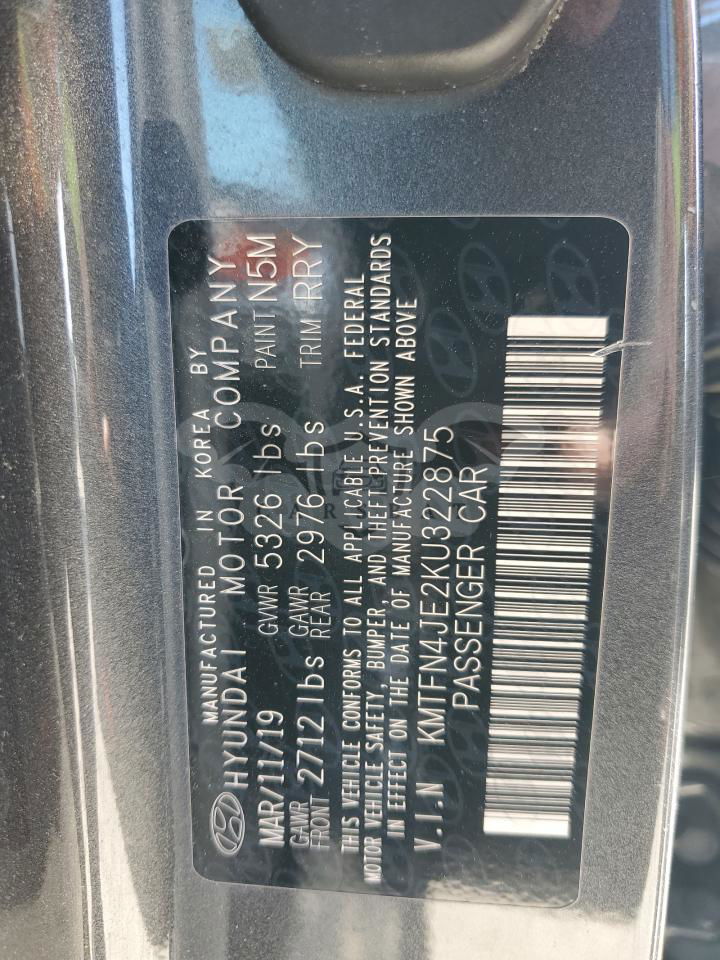 MANUFACTURED IN KOREA BY
HYUNDAI MOTOR COMPANY
MAR/11/19 GVWR 5326 lbs PAINT N5M
GAWR FRONT 2712 lbs GAWR REAR 2976 lbs TRIM RRY
THIS VEHICLE CONFORMS TO ALL APPLICABLE U.S.A. FEDERAL
MOTOR VEHICLE SAFETY, BUMPER, AND THEFT PREVENTION STANDARDS
IN EFFECT ON THE DATE OF MANUFACTURE SHOWN ABOVE
V.I.N KMTFN4JE2KU322875
PASSENGER CAR